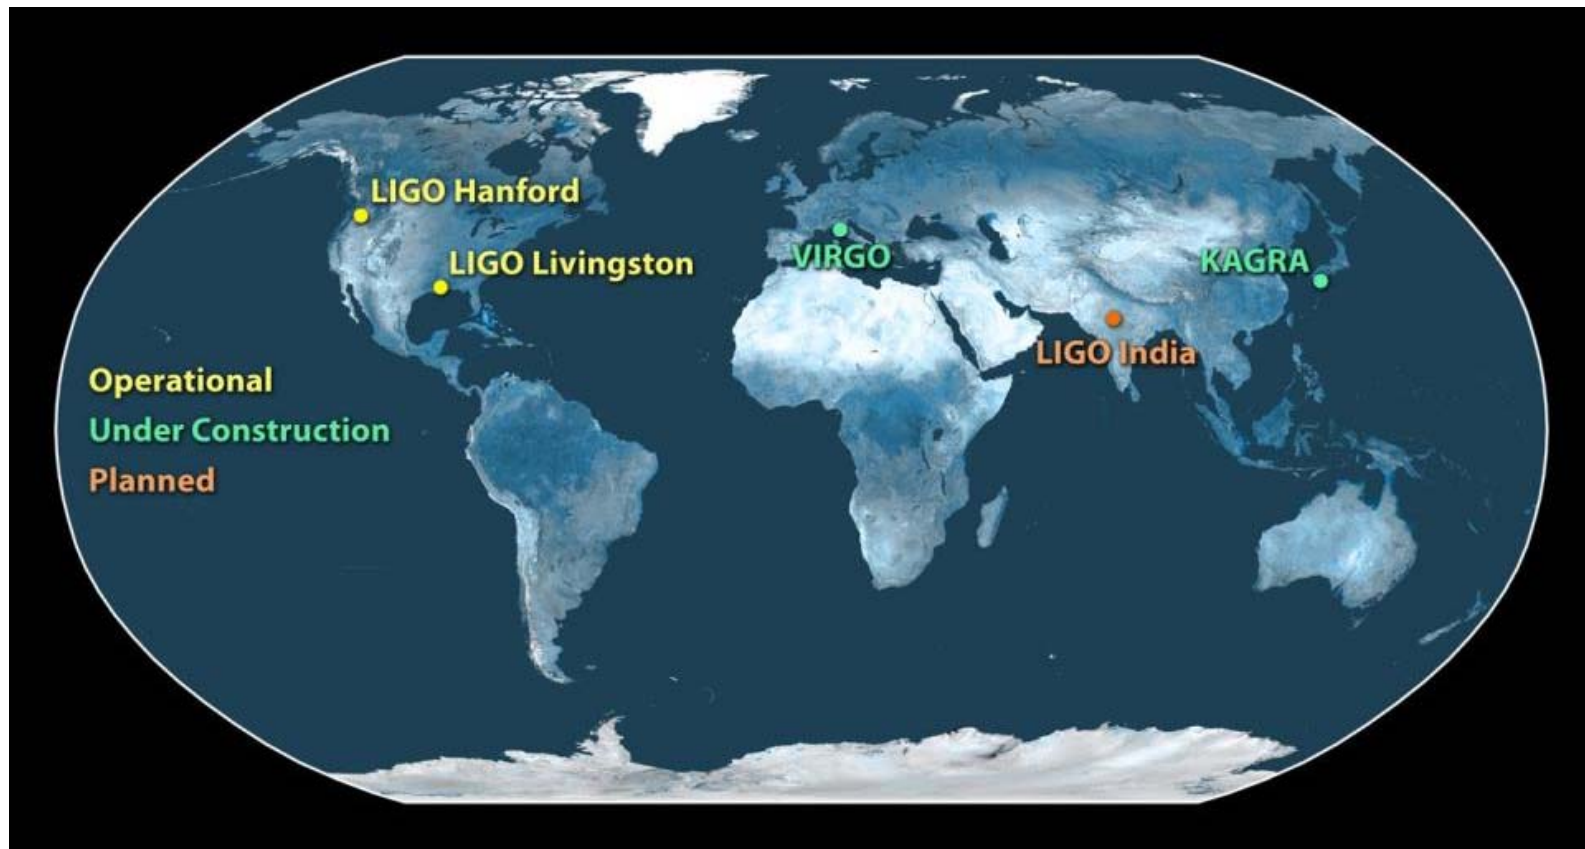 LIGO Hanford
LIGO Livingston
VIRGO
KAGRA
LIGO India
Operational
Under Construction
Planned